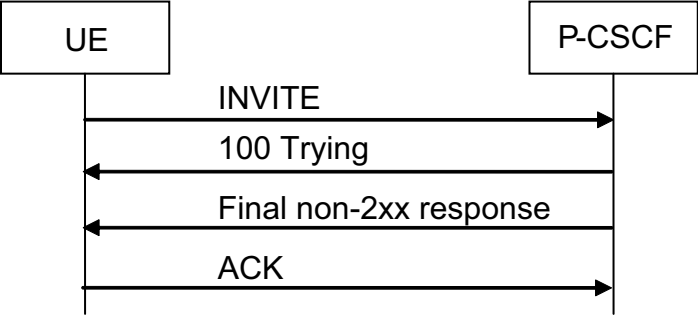 UE
P-CSCF
INVITE
100 Trying
Final non-2xx response
ACK